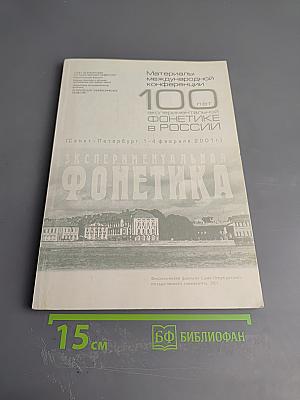 Материалы
международной
конференции
100 лет
экспериментальной
ФОНЕТИКЕ
В РОССИИ
(Санкт-Петербург, 1-4 февраля 2001г.)
ЭКСПЕРИМЕНТАЛЬНАЯ
ФОНЕТИКА
15 см
БФ БИБЛИОФАН